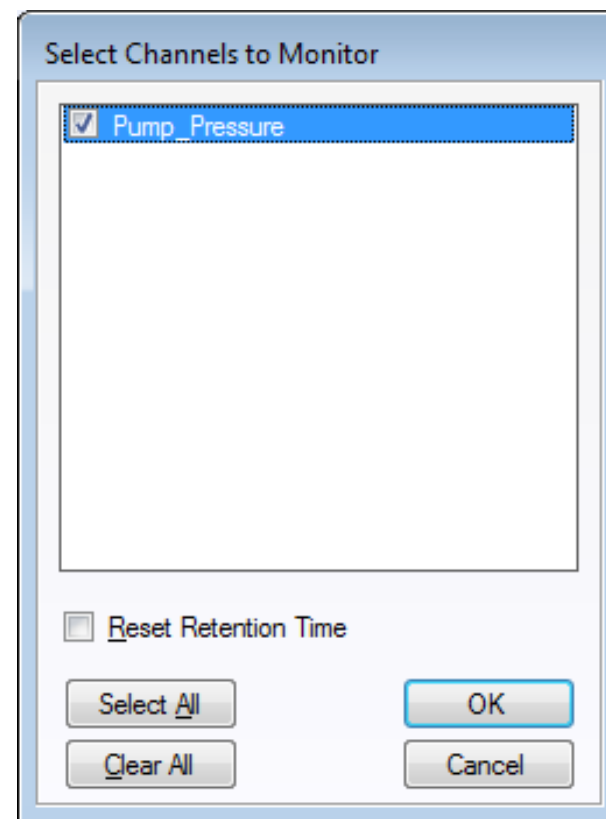 Select Channels to Monitor
Pump_Pressure
Reset Retention Time
Select All
OK
Clear All
Cancel